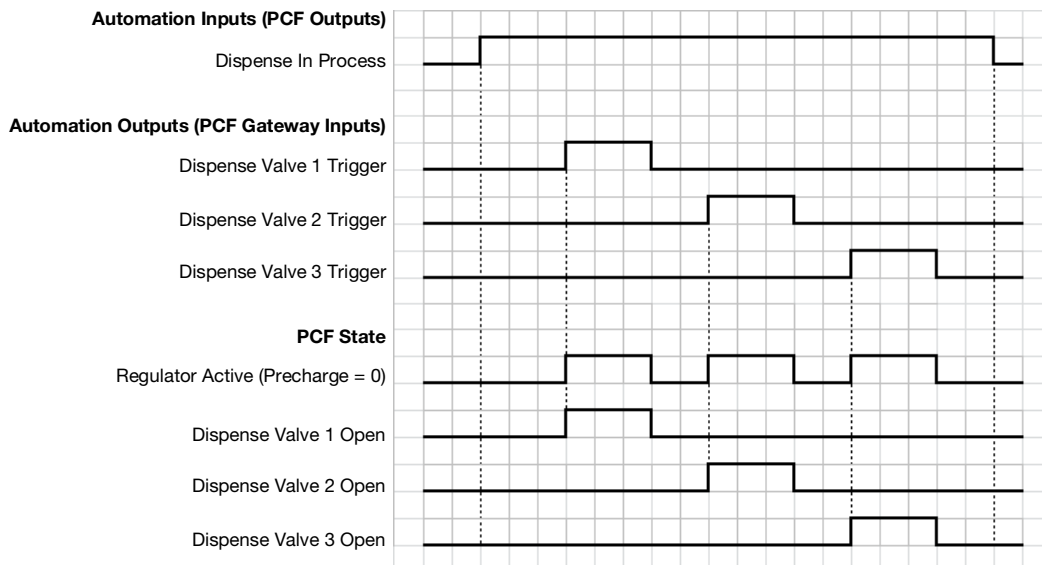 Automation Inputs (PCF Outputs)
Dispense In Process
Automation Outputs (PCF Gateway Inputs)
Dispense Valve 1 Trigger
Dispense Valve 2 Trigger
Dispense Valve 3 Trigger
PCF State
Regulator Active (Precharge = 0)
Dispense Valve 1 Open
Dispense Valve 2 Open
Dispense Valve 3 Open